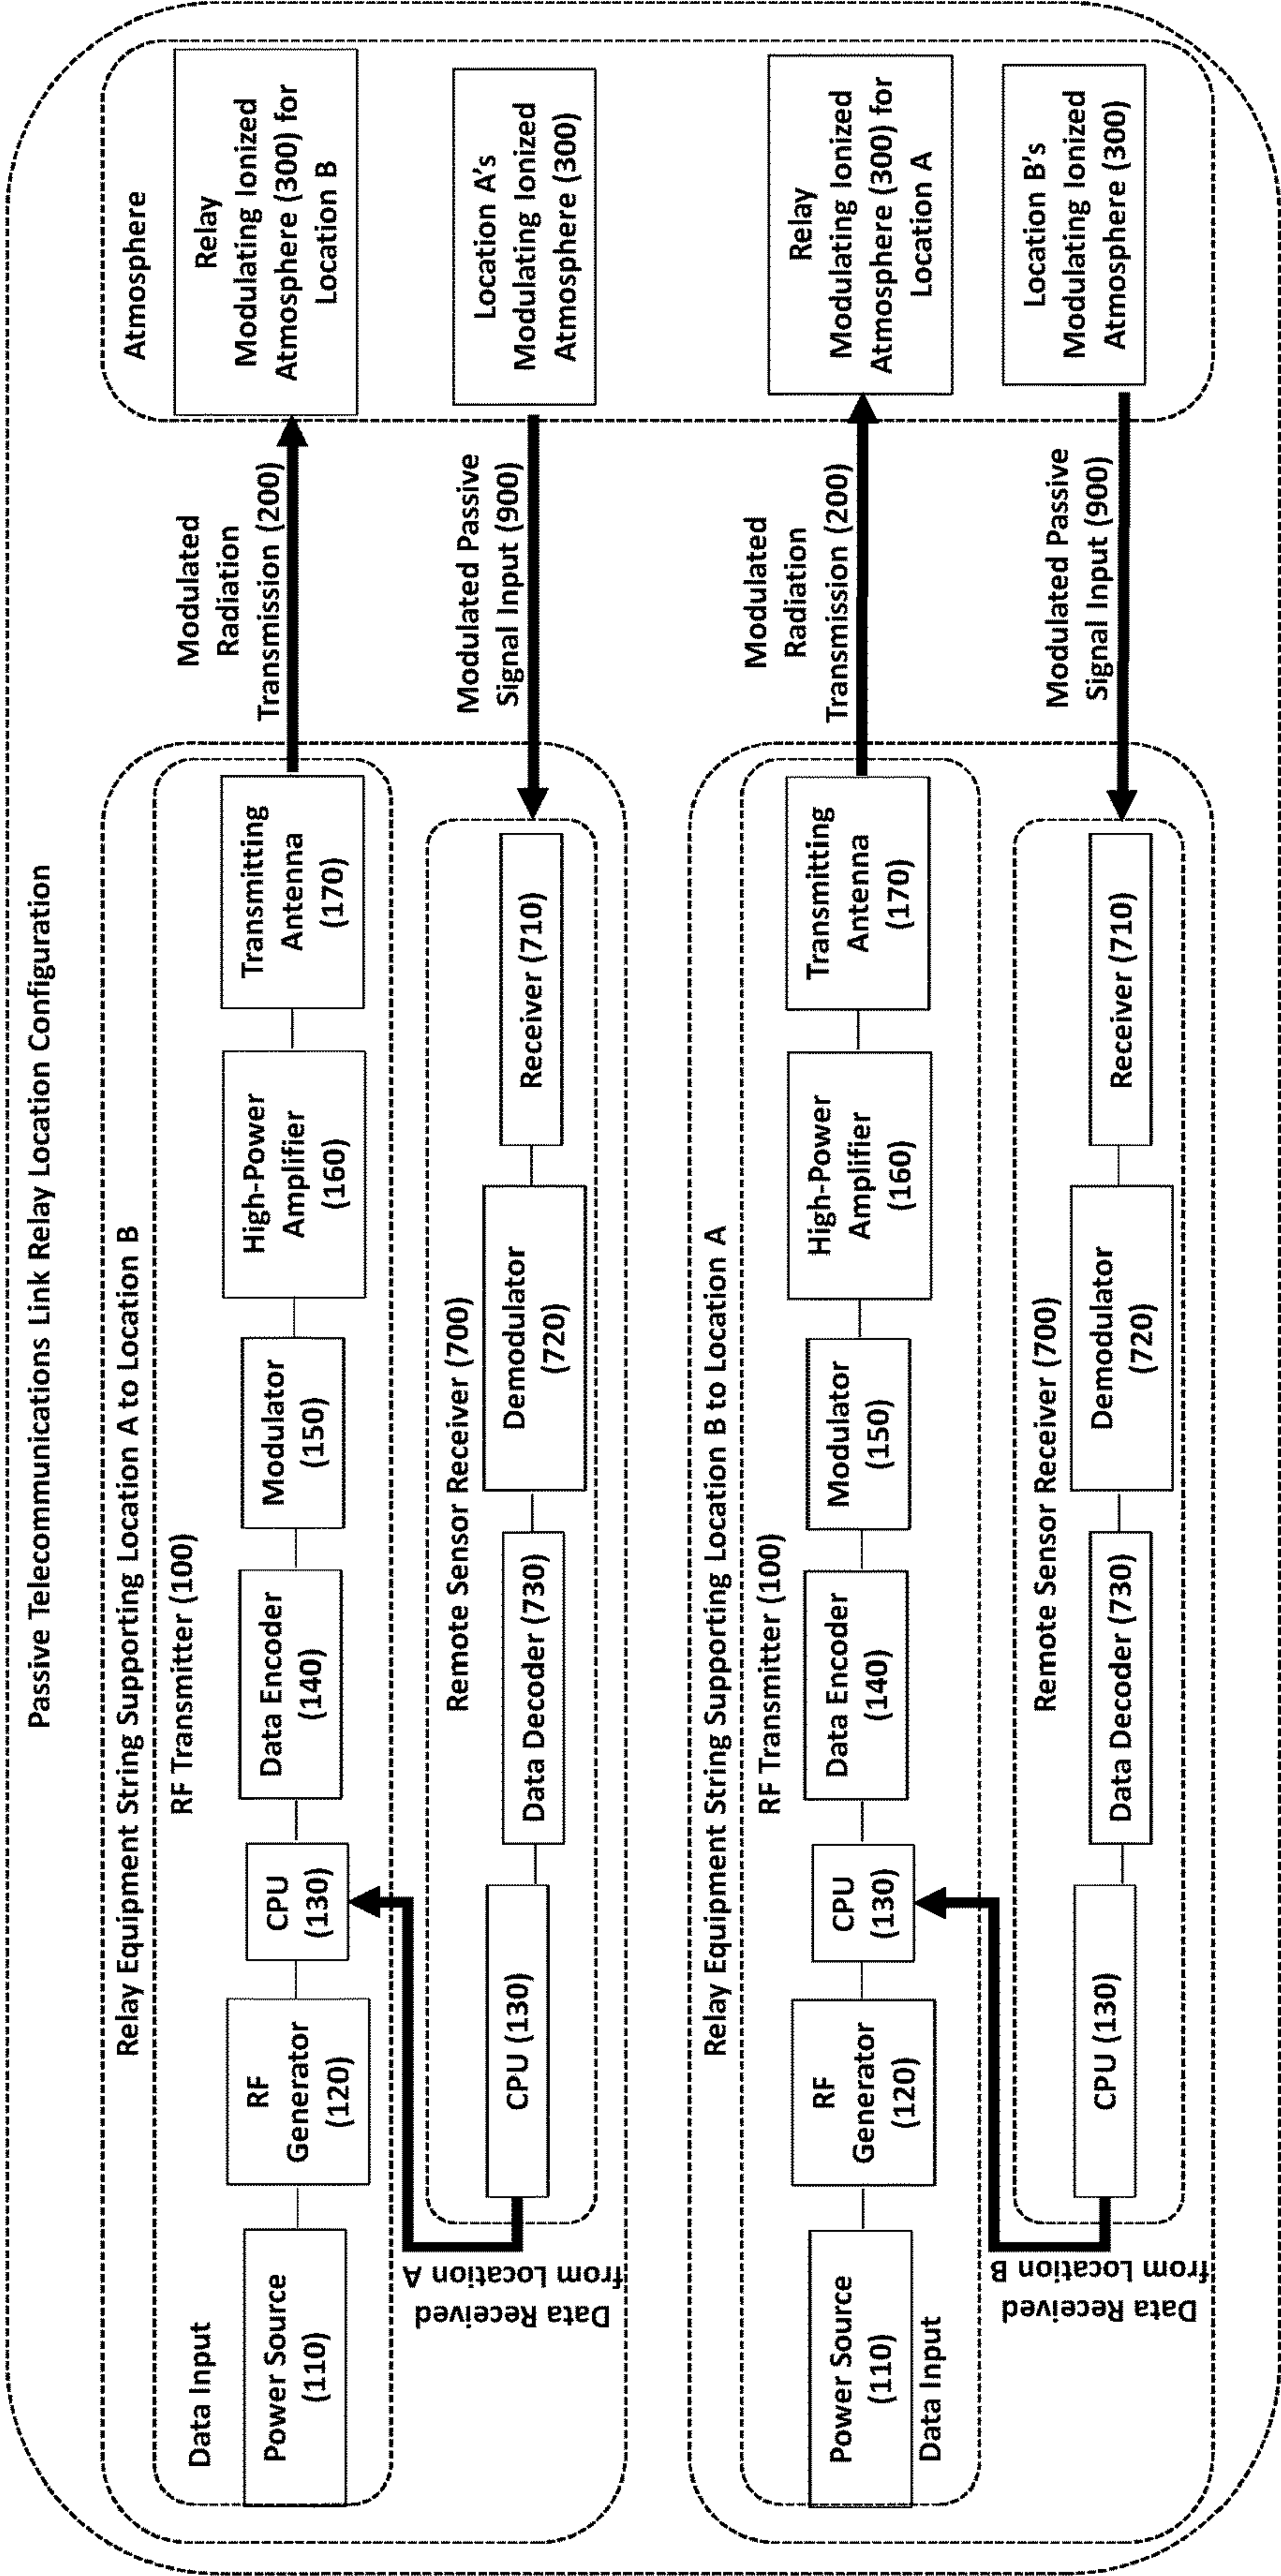 Passive Telecommunications Link Relay Location Configuration
Relay Equipment String Supporting Location A to Location B
RF Transmitter (100)
Data Input
Power Source
(110)
RF
Generator
(120)
CPU
(130)
Data Encoder
(140)
Modulator
(150)
High-Power
Amplifier
(160)
Transmitting
Antenna
(170)
Modulated
Radiation
Transmission (200)
Atmosphere
Relay
Modulating Ionized
Atmosphere (300) for
Location B
Data Received
from Location A
Remote Sensor Receiver (700)
CPU (130)
Data Decoder (730)
Demodulator
(720)
Receiver (710)
Modulated Passive
Signal Input (900)
Location A's
Modulating Ionized
Atmosphere (300)
Relay Equipment String Supporting Location B to Location A
RF Transmitter (100)
Power Source
(110)
Data Input
RF
Generator
(120)
CPU
(130)
Data Encoder
(140)
Modulator
(150)
High-Power
Amplifier
(160)
Transmitting
Antenna
(170)
Modulated
Radiation
Transmission (200)
Relay
Modulating Ionized
Atmosphere (300) for
Location A
Data Received
from Location B
Remote Sensor Receiver (700)
CPU (130)
Data Decoder (730)
Demodulator
(720)
Receiver (710)
Modulated Passive
Signal Input (900)
Location B's
Modulating Ionized
Atmosphere (300)